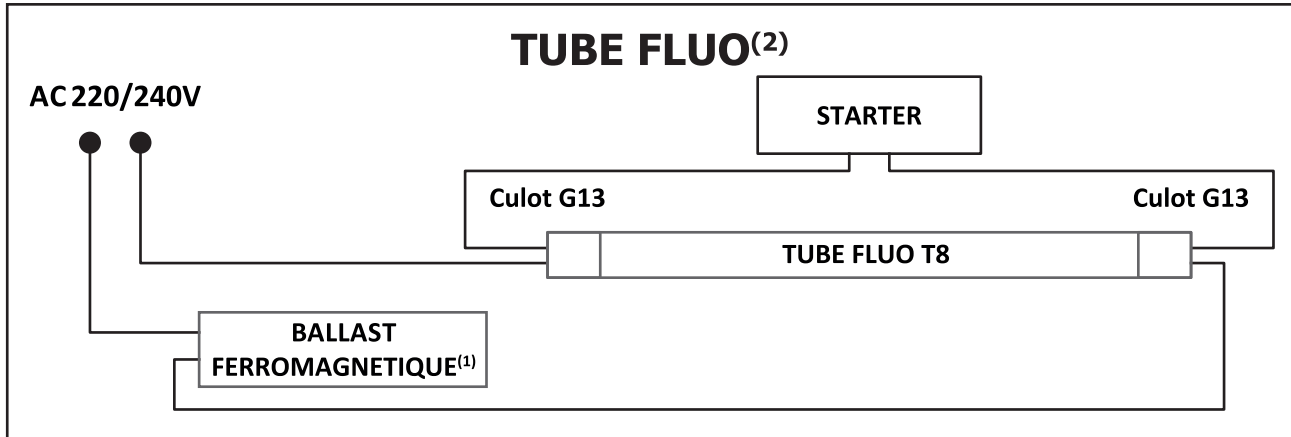 TUBE FLUO(2)
AC 220/240V
STARTER
Culot G13
Culot G13
TUBE FLUO T8
BALLAST
FERROMAGNETIQUE(1)